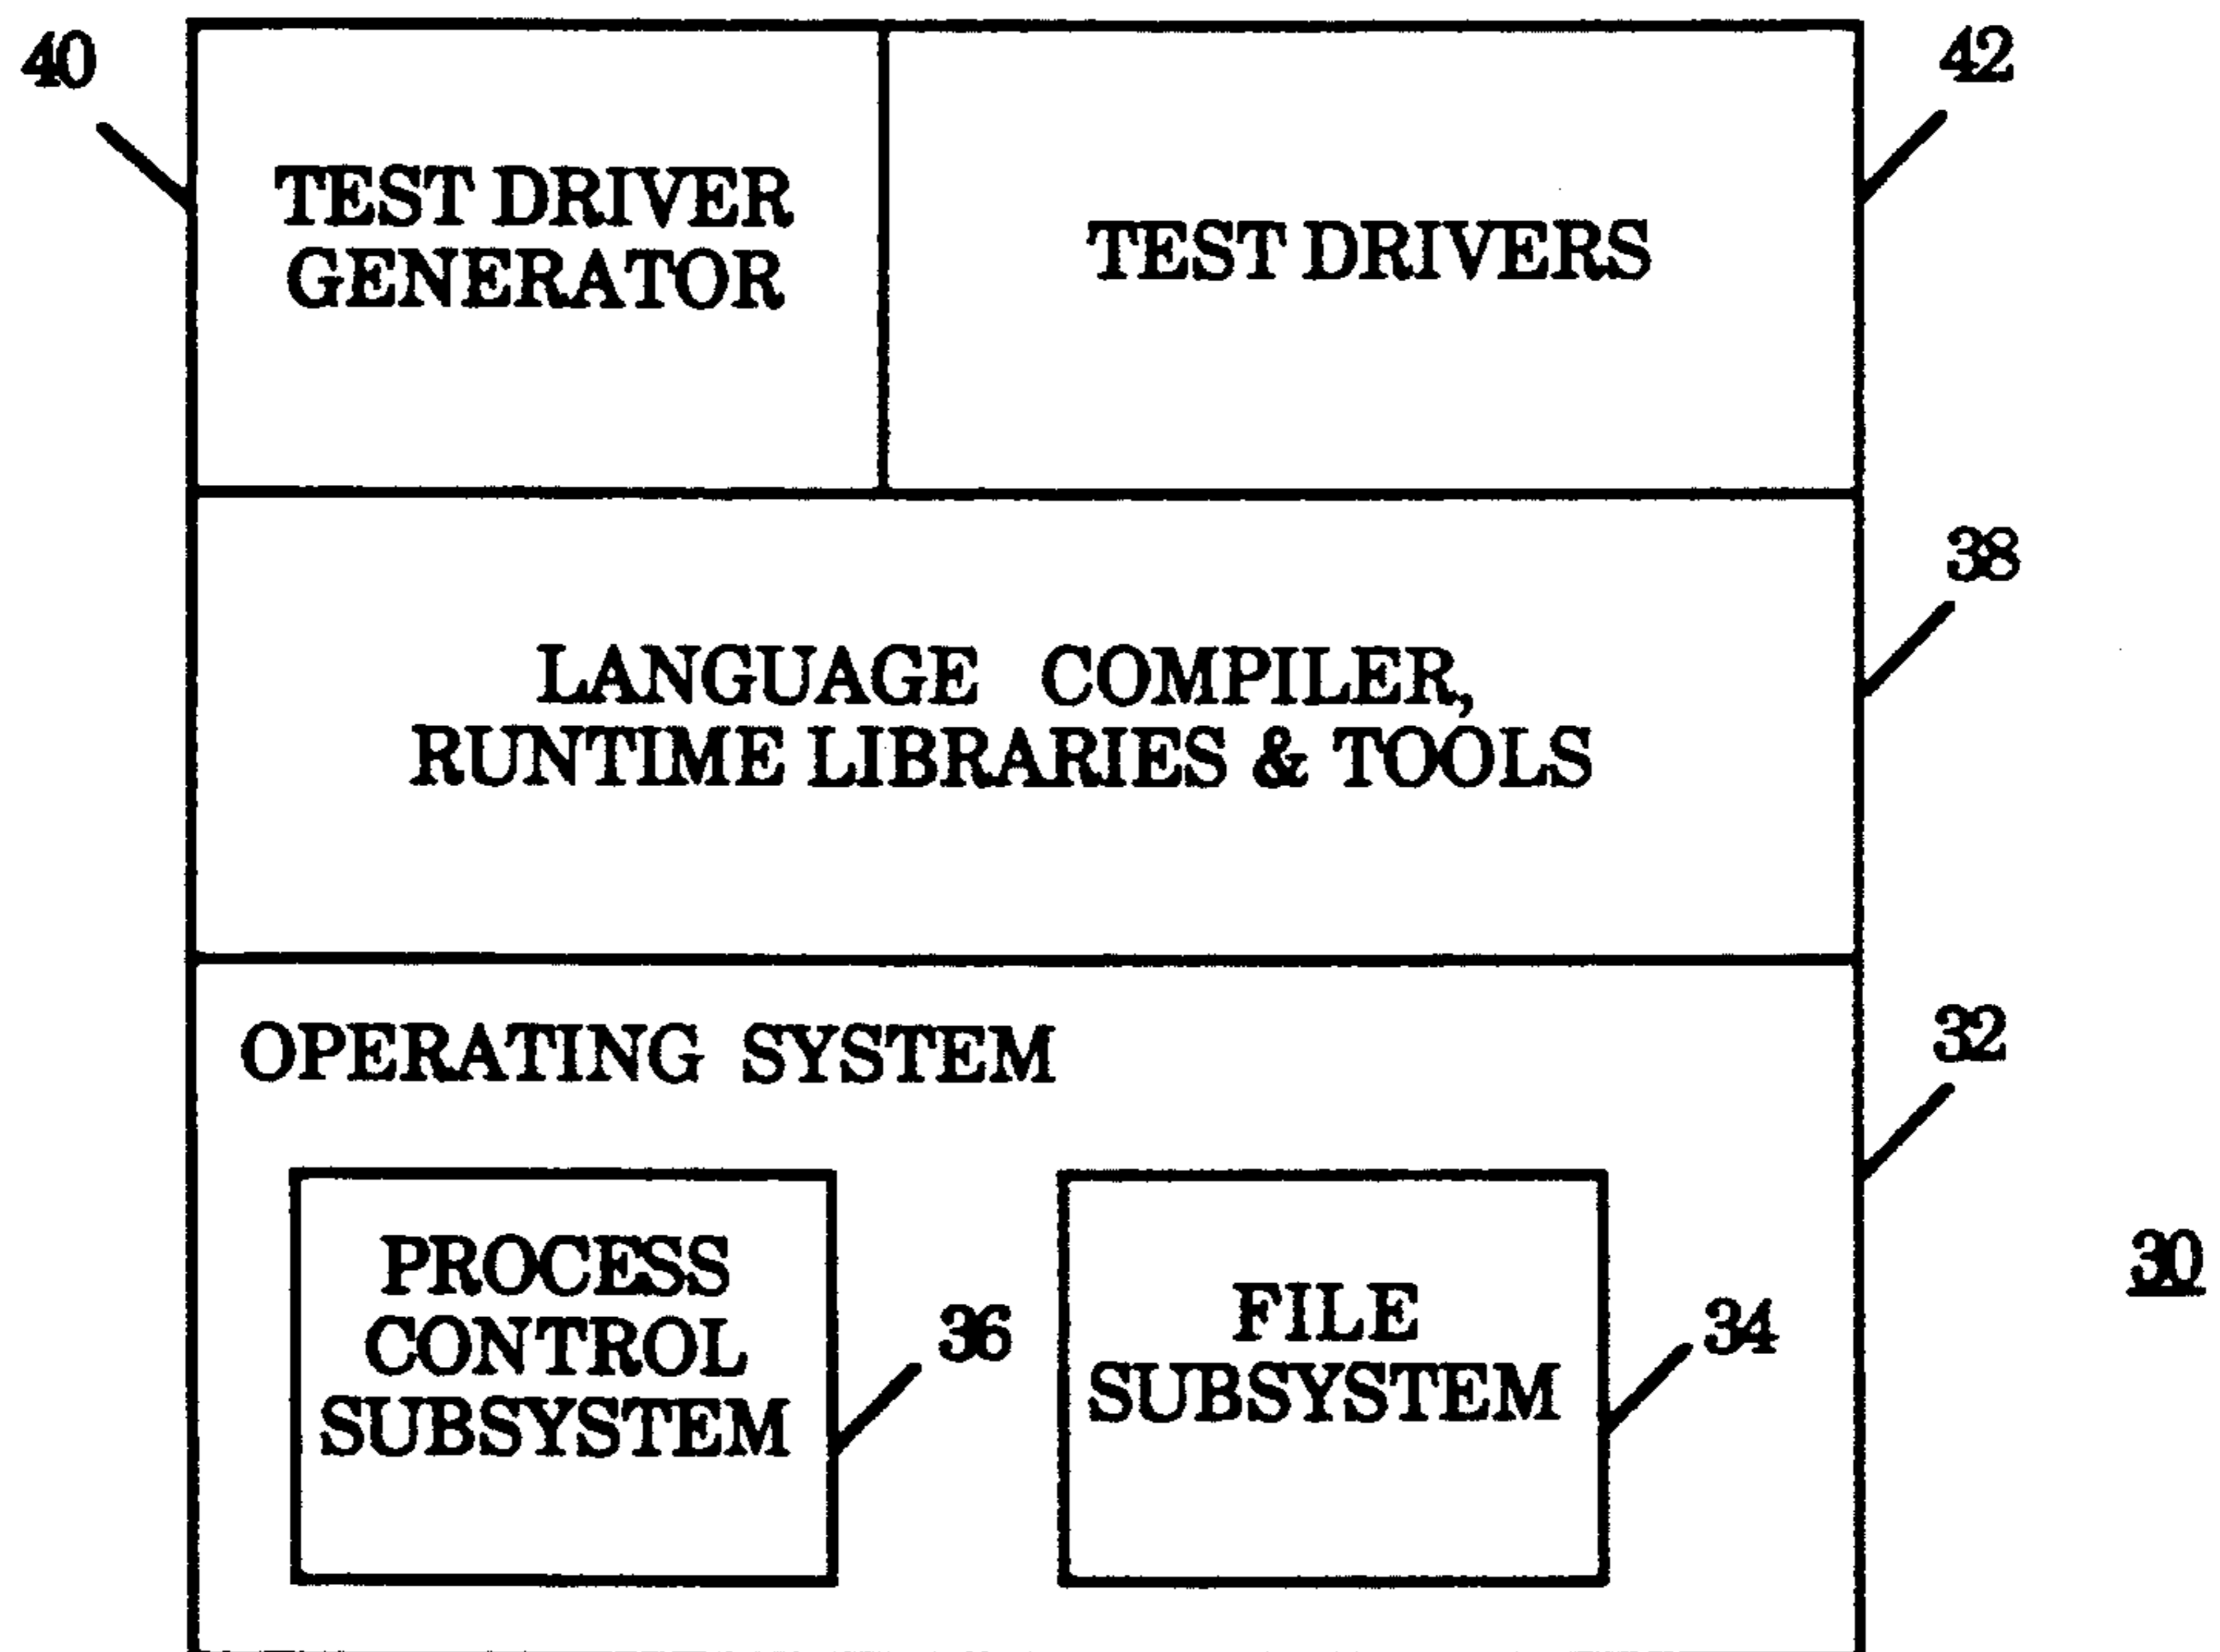 40
42
TEST DRIVER
GENERATOR
TEST DRIVERS
38
LANGUAGE COMPILER,
RUNTIME LIBRARIES & TOOLS
OPERATING SYSTEM
32
PROCESS
CONTROL
SUBSYSTEM
36
FILE
SUBSYSTEM
34
30